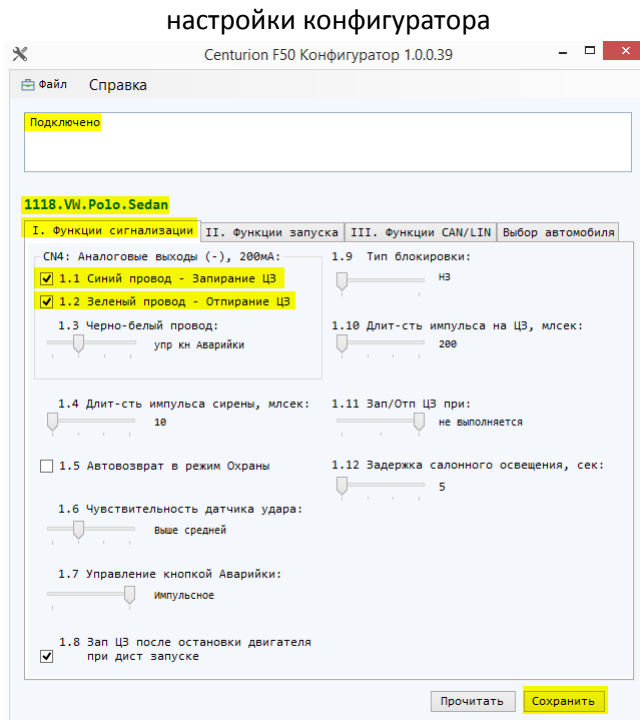 настройки конфигуратора
Centurion F50 Конфигуратор 1.0.0.39
Файл Справка
Подключено
1118.VW.Polo.Sedan
I. Функции сигнализации II. Функции запуска III. Функции CAN/LIN Выбор автомобиля
CN4: Аналоговые выходы (-), 200мА:
1.1 Синий провод - Запирание ЦЗ
1.2 Зеленый провод - Отпирание ЦЗ
1.3 Черно-белый провод:
упр кн Аварийки
1.4 Длит-сть импульса сирены, млсек:
10
1.5 Автовозврат в режим Охраны
1.6 Чувствительность датчика удара:
Выше средней
1.7 Управление кнопкой Аварийки:
Импульсное
1.8 Зап ЦЗ после остановки двигателя
при дист запуске
1.9 Тип блокировки:
НЗ
1.10 Длит-сть импульса на ЦЗ, млсек:
200
1.11 Зап/Отп ЦЗ при:
не выполняется
1.12 Задержка салонного освещения, сек:
5
Прочитать Сохранить